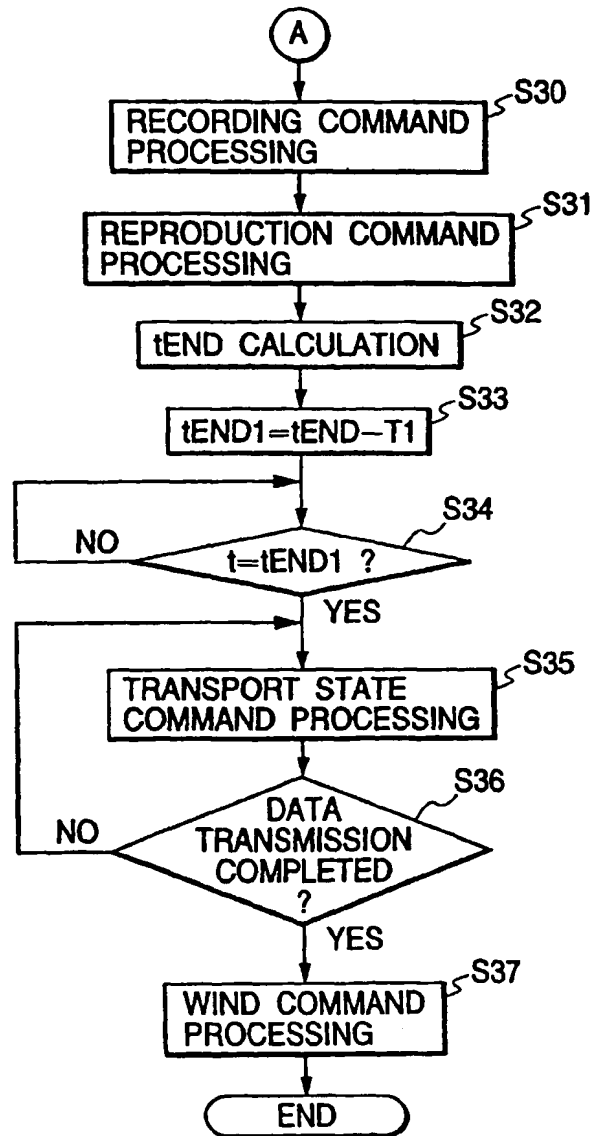 A
S30
RECORDING COMMAND
PROCESSING
S31
REPRODUCTION COMMAND
PROCESSING
S32
tEND CALCULATION
S33
tEND1=tEND−T1
S34
NO
t=tEND1 ?
YES
S35
TRANSPORT STATE
COMMAND PROCESSING
S36
NO
DATA
TRANSMISSION
COMPLETED
?
YES
S37
WIND COMMAND
PROCESSING
END